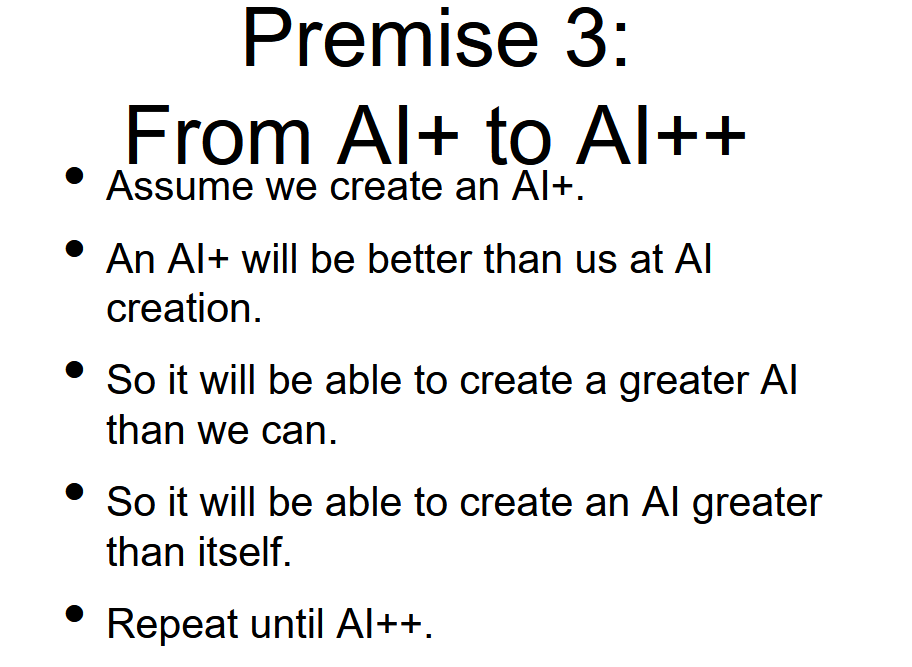 Premise 3:
From AI+ to AI++
• Assume we create an AI+.
• An AI+ will be better than us at AI
creation.
• So it will be able to create a greater AI
than we can.
• So it will be able to create an AI greater
than itself.
• Repeat until AI++.